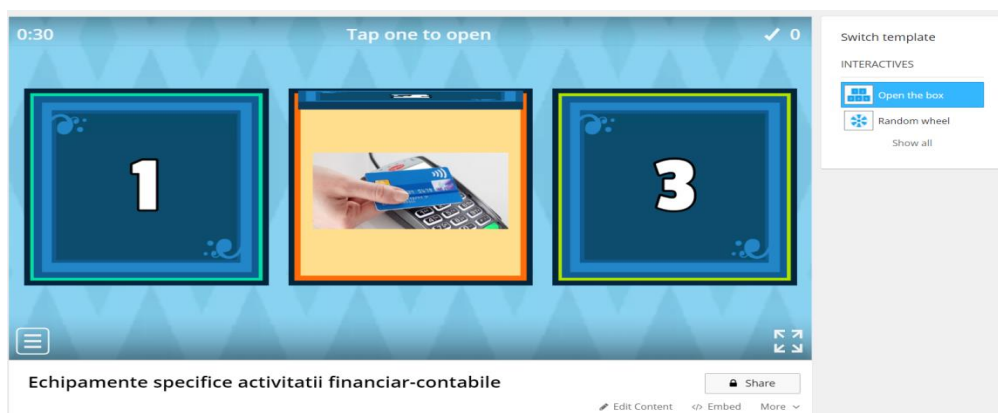 0:30 Tap one to open ✓ 0
1
3
Switch template
INTERACTIVES
Open the box
Random wheel
Show all
Echipamente specifice activitatii financiar-contabile
Share
Edit Content </> Embed More